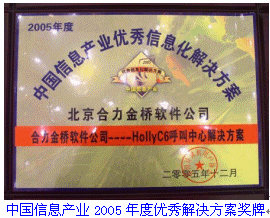 2005年度
中国信息产业优秀信息化解决方案
北京合力金桥软件公司
合力金桥软件公司----HollyC6呼叫中心解决方案
二零零五年十二月
中国信息产业 2005 年度优秀解决方案奖牌